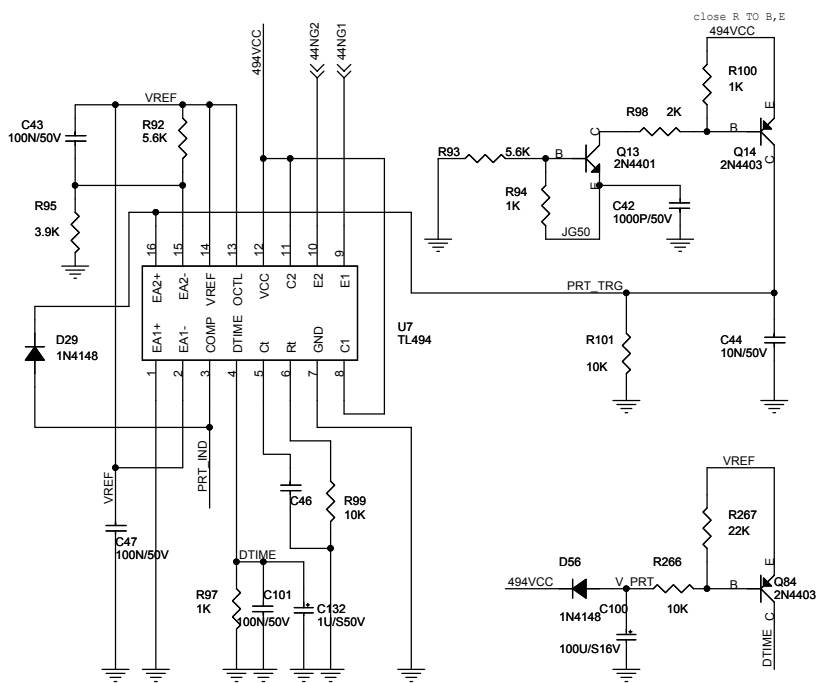 close R TO B,E
494VCC
494VCC
44NG2
44NG1
VREF
C43
100N/50V
R92
5.6K
R95
3.9K
R93
5.6K
B
C
E
Q13
2N4401
R94
1K
JG50
C42
1000P/50V
R98
2K
R100
1K
B
E
C
Q14
2N4403
16
15
14
13
12
11
10
9
EA2+
EA2-
VREF
OCTL
VCC
C2
E2
E1
EA1+
EA1-
COMP
DTIME
Ct
Rt
GND
C1
1
2
3
4
5
6
7
8
U7
TL494
D29
1N4148
PRT_TRG
R101
10K
C44
10N/50V
PRT_IND
VREF
C47
100N/50V
C46
R99
10K
DTIME
R97
1K
C101
100N/50V
C132
1U/S50V
VREF
R267
22K
494VCC
D56
1N4148
V_PRT
C100
100U/S16V
R266
10K
B
E
C
Q84
2N4403
DTIME